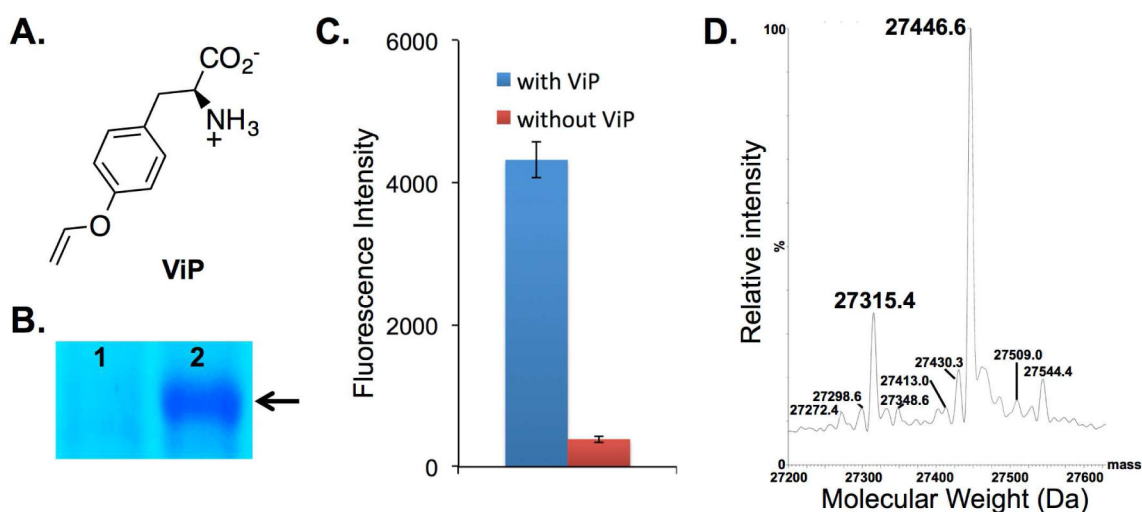 A.
CO₂⁻
NH₃
+
O
ViP
B.
1 2
C.
6000
4000
2000
0
Fluorescence Intensity
with ViP
without ViP
D.
100
%
0
Relative intensity
27446.6
27315.4
27430.3
27413.0
27509.0
27544.4
27298.6
27348.6
27272.4
27200 27300 27400 27500 27600 mass
Molecular Weight (Da)